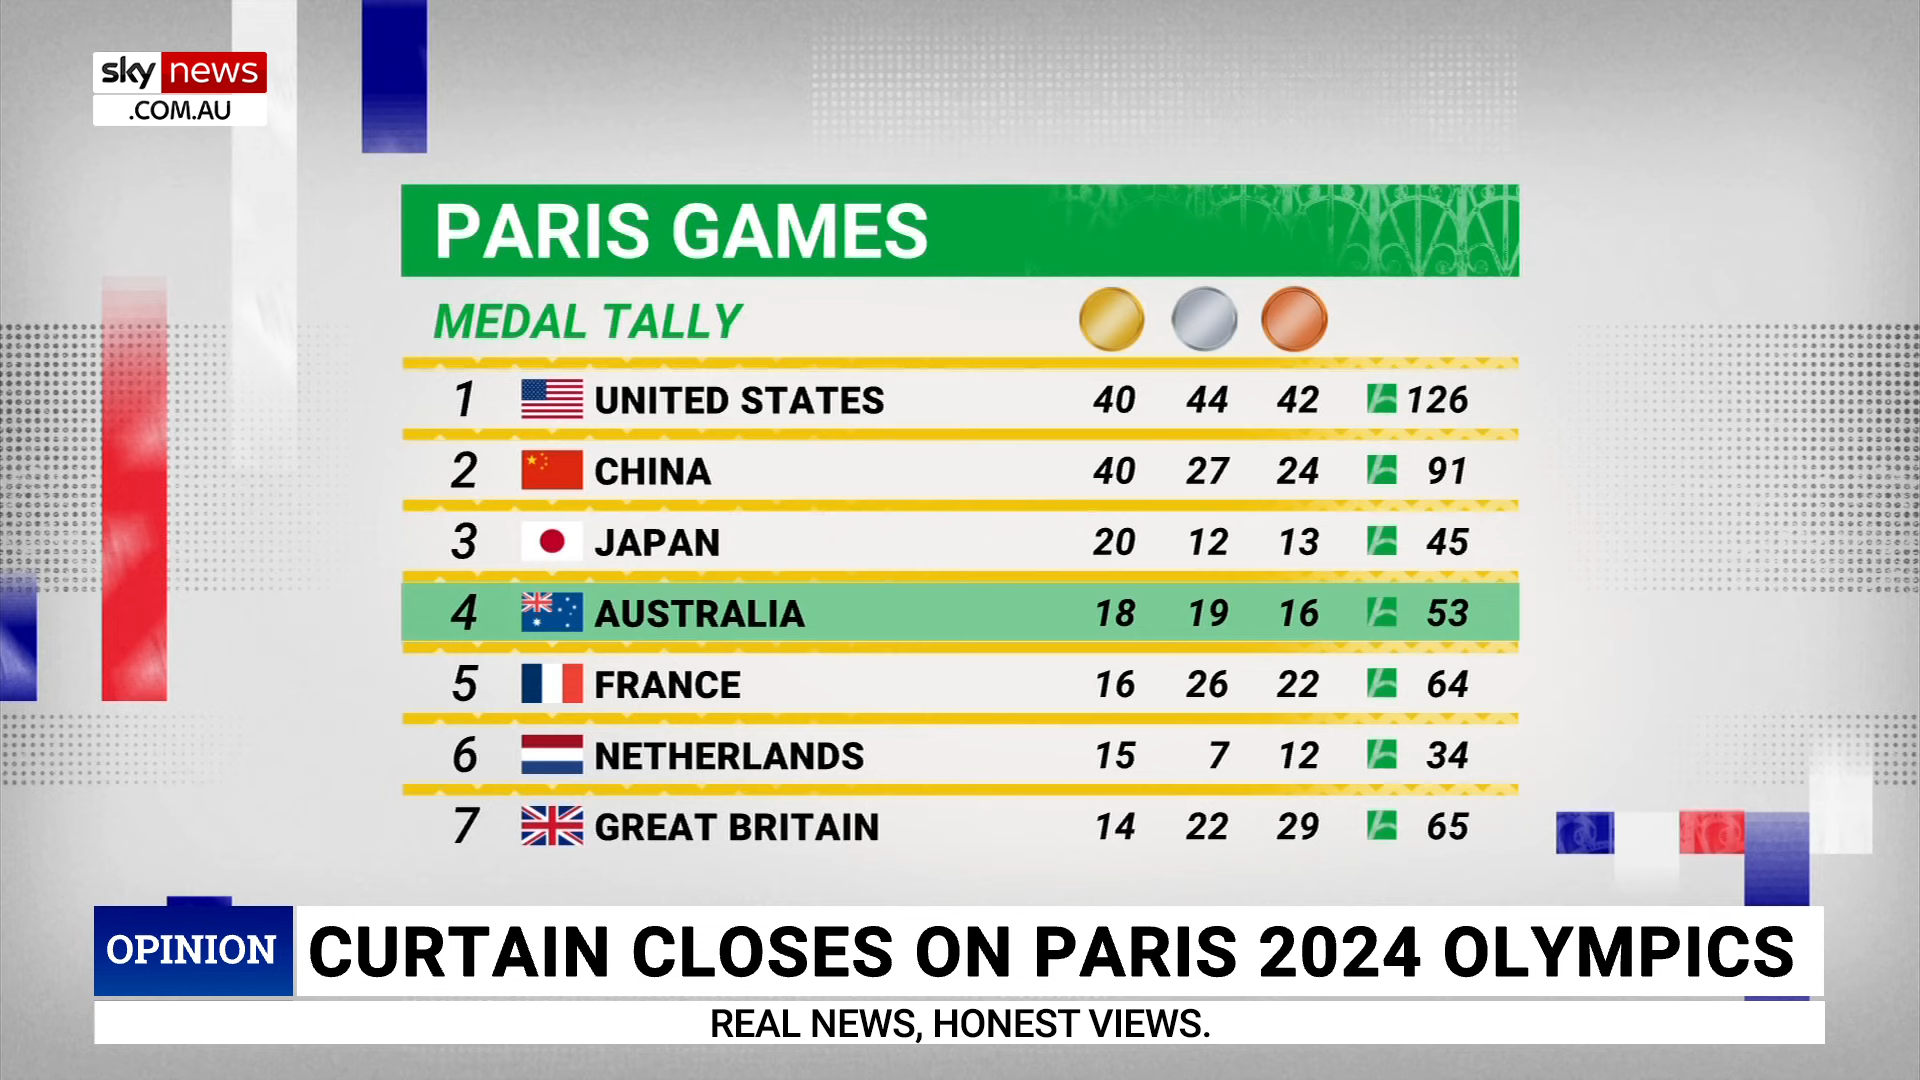 sky news
.COM.AU
PARIS GAMES
MEDAL TALLY
1 UNITED STATES 40 44 42 126
2 CHINA 40 27 24 91
3 JAPAN 20 12 13 45
4 AUSTRALIA 18 19 16 53
5 FRANCE 16 26 22 64
6 NETHERLANDS 15 7 12 34
7 GREAT BRITAIN 14 22 29 65
OPINION CURTAIN CLOSES ON PARIS 2024 OLYMPICS
REAL NEWS, HONEST VIEWS.